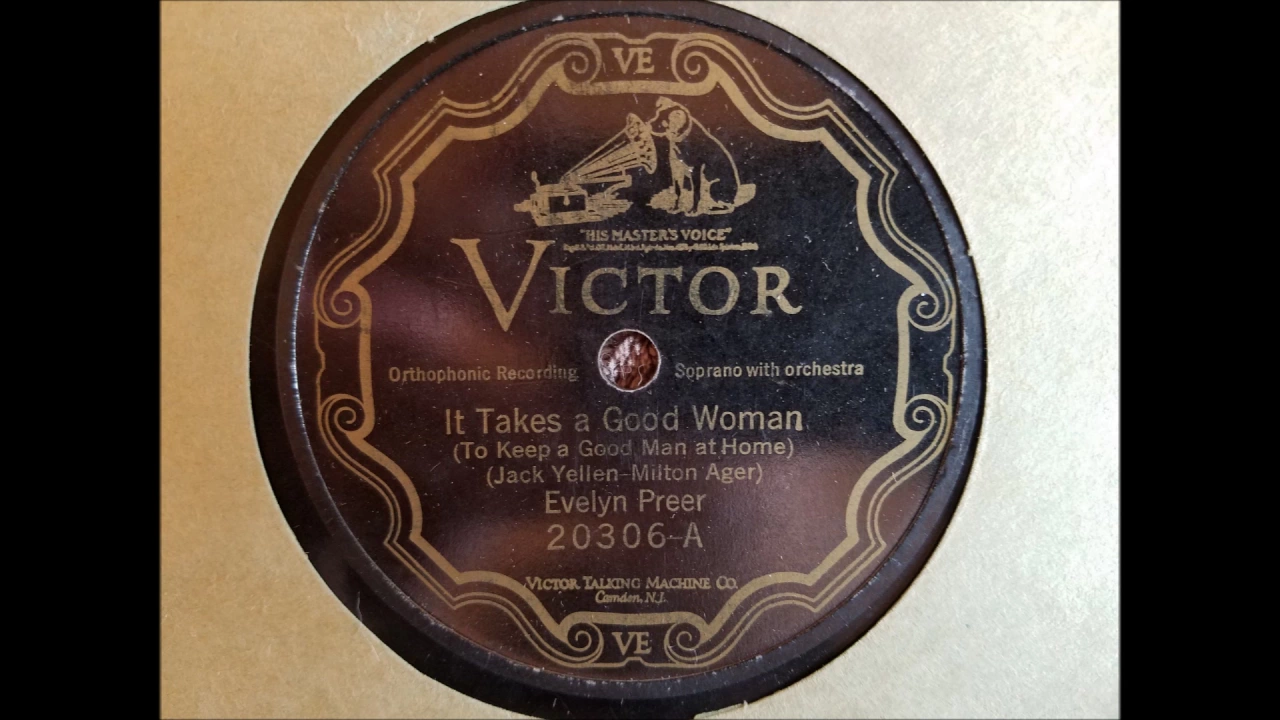 VE
"HIS MASTER'S VOICE"
VICTOR
Orthophonic Recording Soprano with orchestra
It Takes a Good Woman
(To Keep a Good Man at Home)
(Jack Yellen-Milton Ager)
Evelyn Preer
20306-A
VICTOR TALKING MACHINE CO.
Camden, N.J.
VE